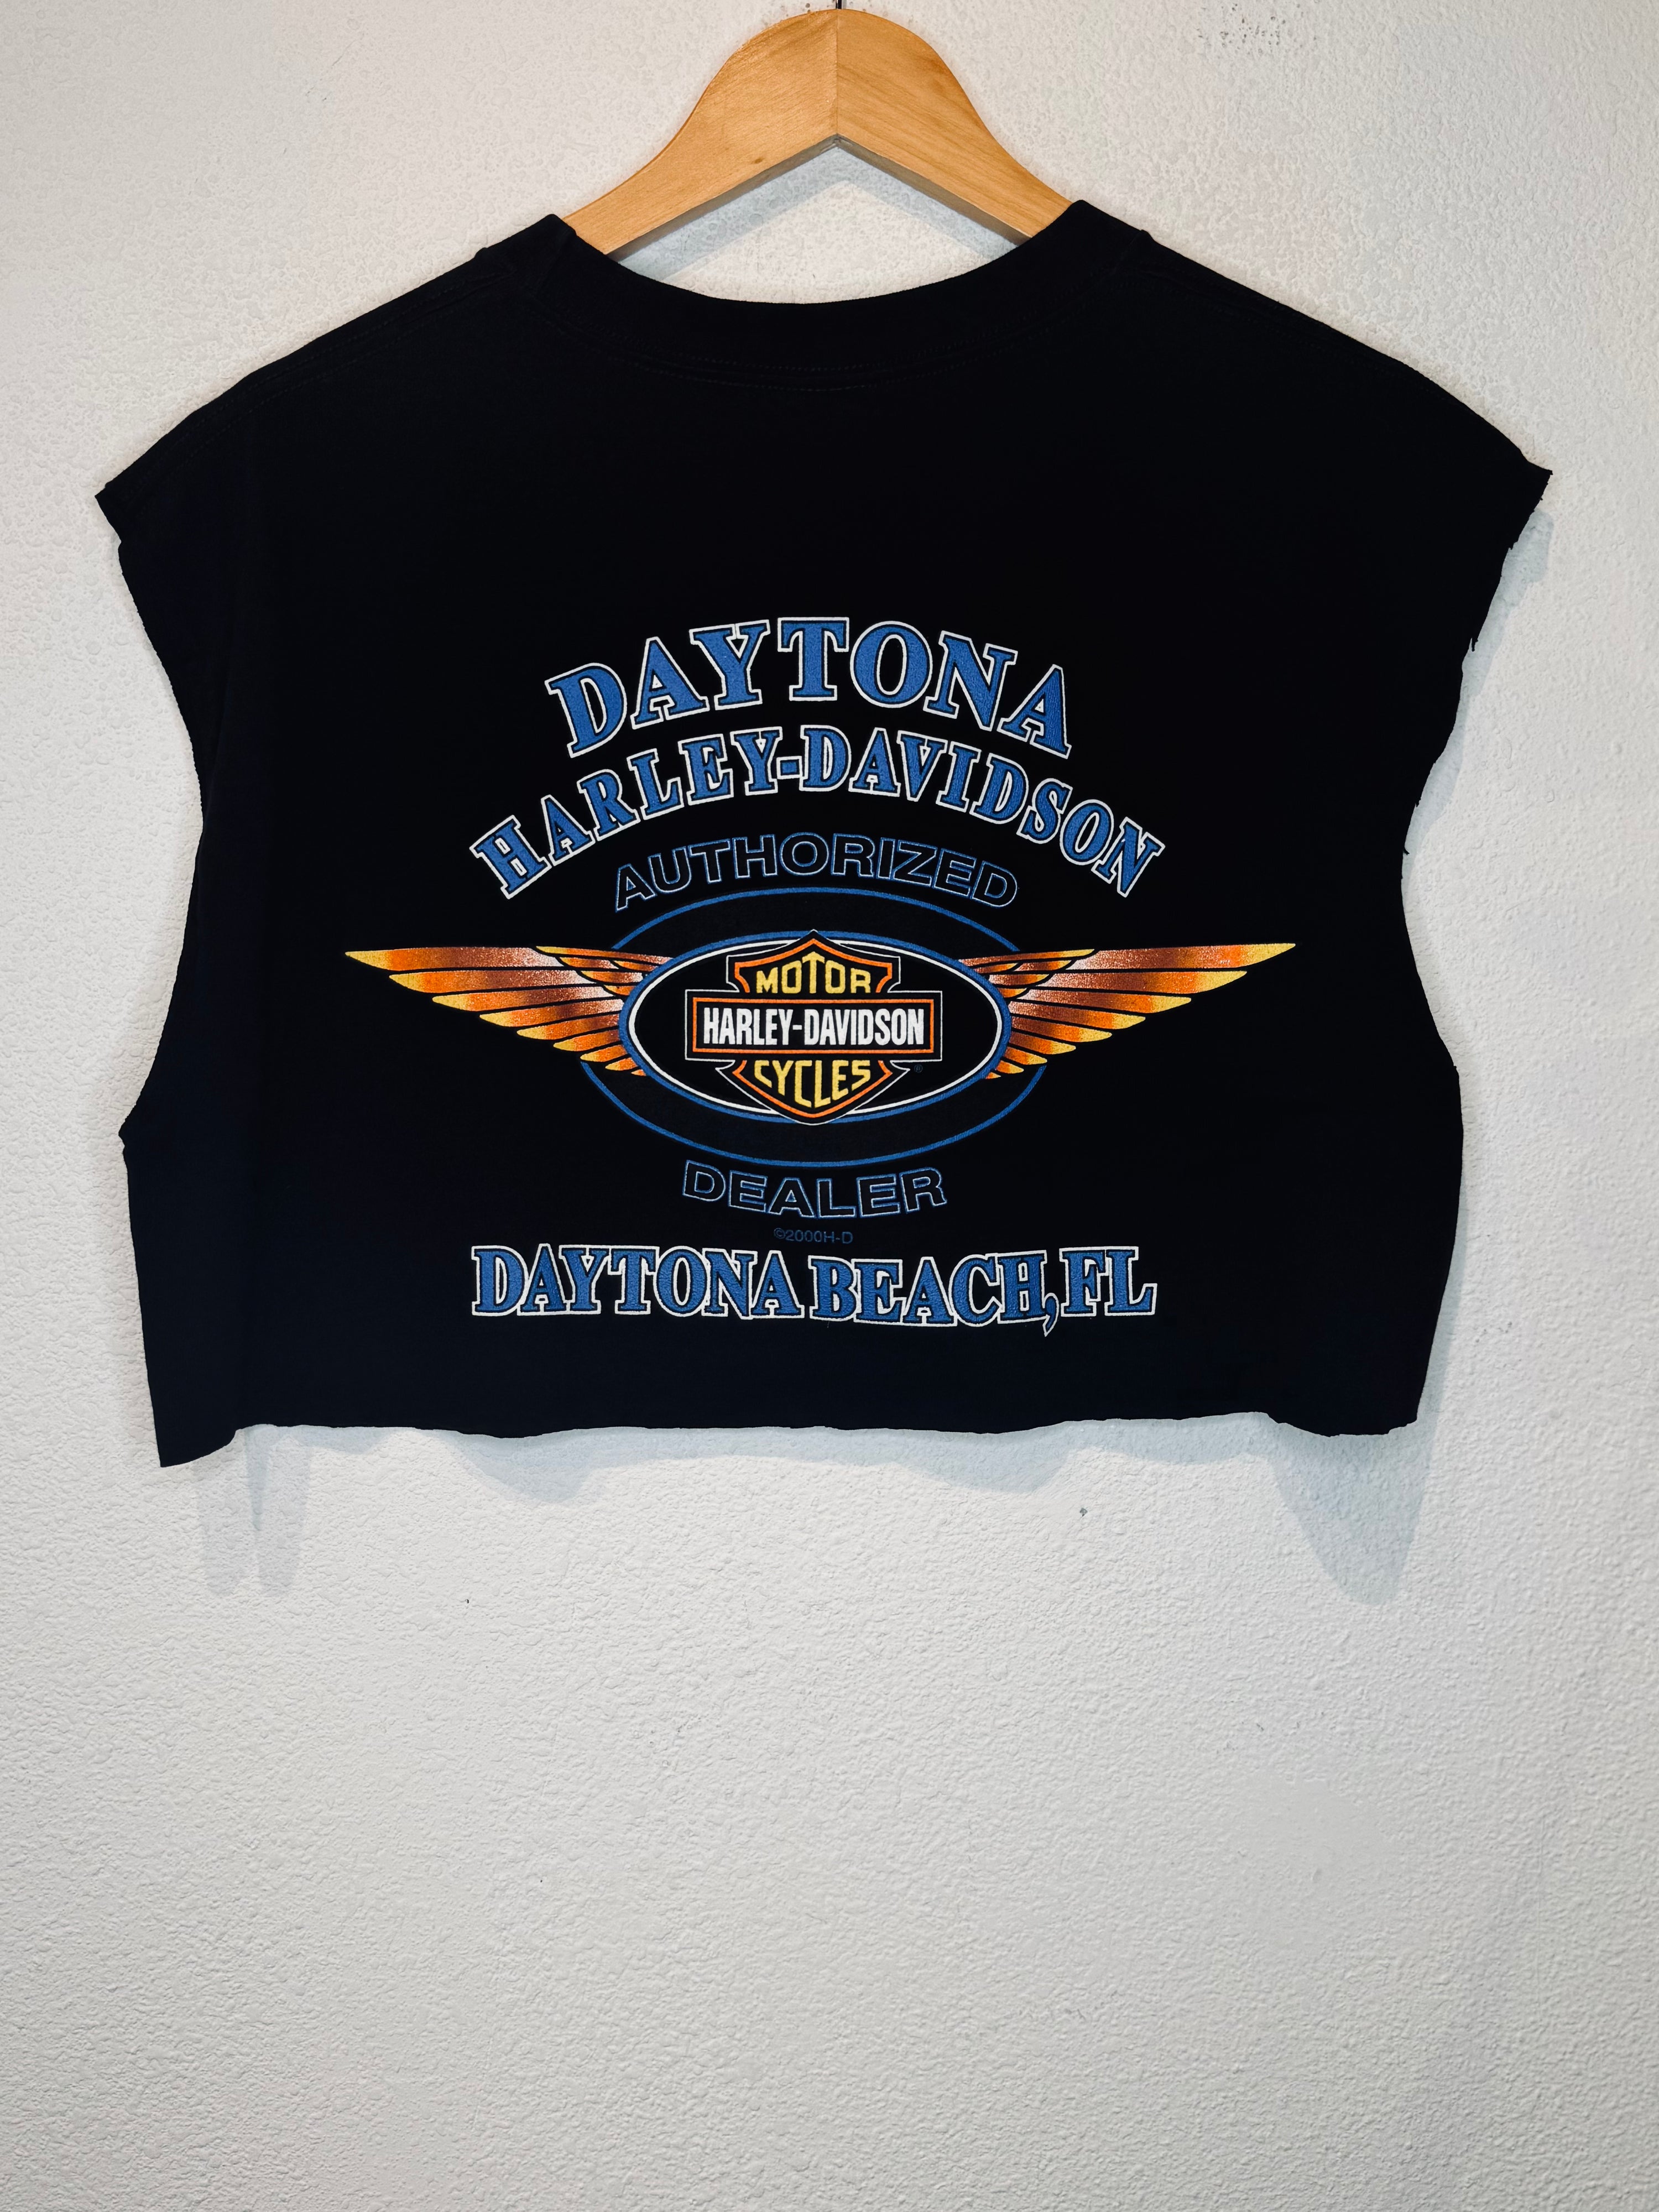 DAYTONA
HARLEY-DAVIDSON
AUTHORIZED
MOTOR
HARLEY-DAVIDSON
CYCLES ®
DEALER
©2000H-D
DAYTONA BEACH, FL